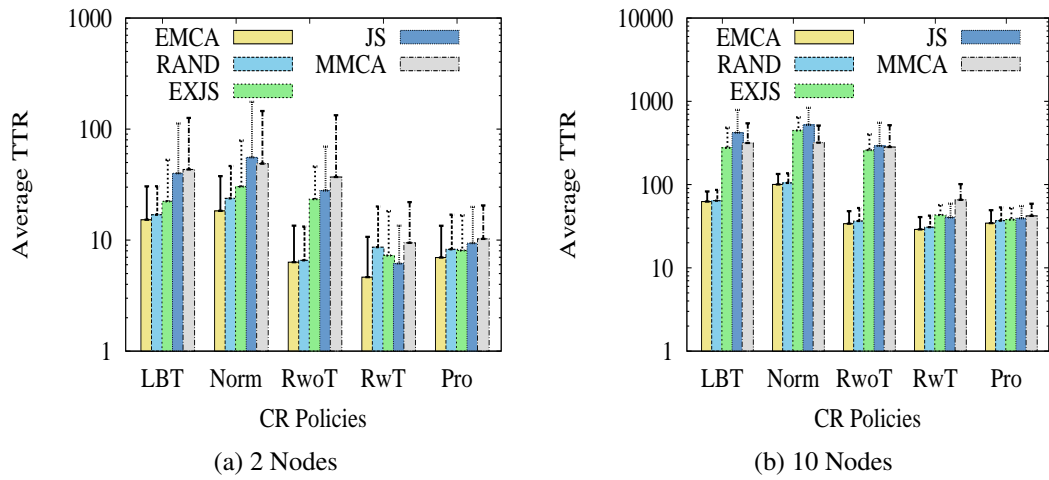 1000
100
10
1
Average TTR
EMCA
RAND
EXJS
JS
MMCA
LBT Norm RwoT RwT Pro
CR Policies
(a) 2 Nodes
10000
1000
100
10
1
Average TTR
EMCA
RAND
EXJS
JS
MMCA
LBT Norm RwoT RwT Pro
CR Policies
(b) 10 Nodes